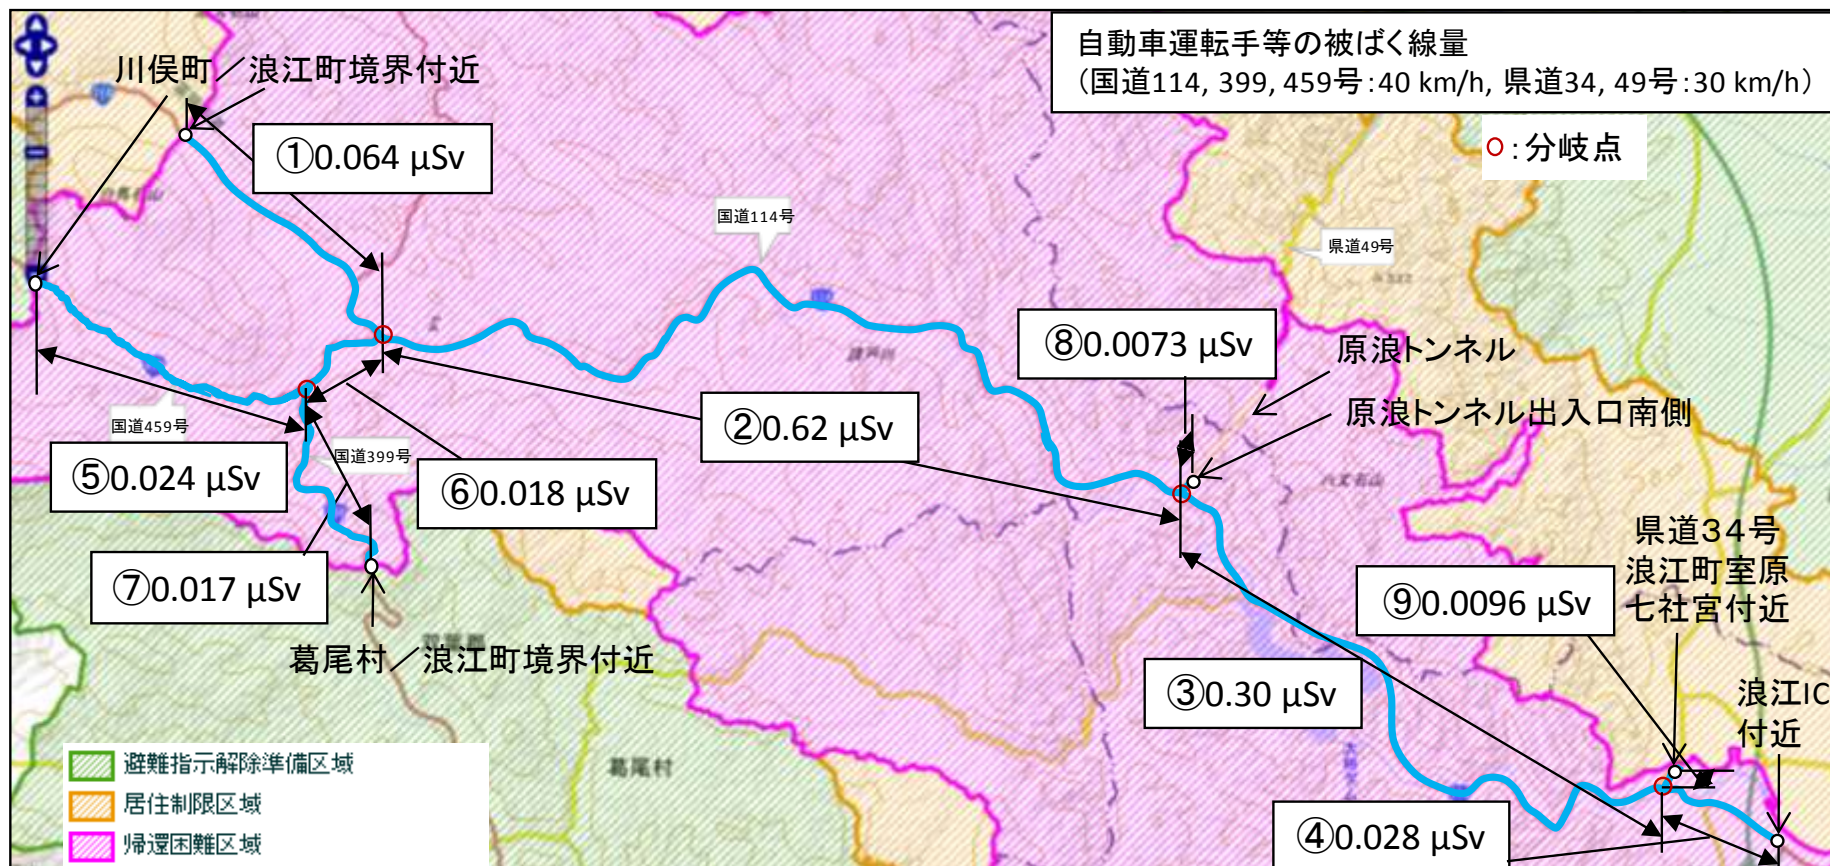 自動車運転手等の被ばく線量
（国道114, 399, 459号：40 km/h, 県道34, 49号：30 km/h）
○：分岐点
川俣町／浪江町境界付近
①0.064 μSv
国道114号
県道49号
⑧0.0073 μSv
原浪トンネル
原浪トンネル出入口南側
②0.62 μSv
国道459号
国道399号
⑤0.024 μSv
⑥0.018 μSv
⑦0.017 μSv
葛尾村／浪江町境界付近
県道34号
浪江町室原
七社宮付近
⑨0.0096 μSv
③0.30 μSv
浪江IC
付近
④0.028 μSv
葛尾村
避難指示解除準備区域
居住制限区域
帰還困難区域